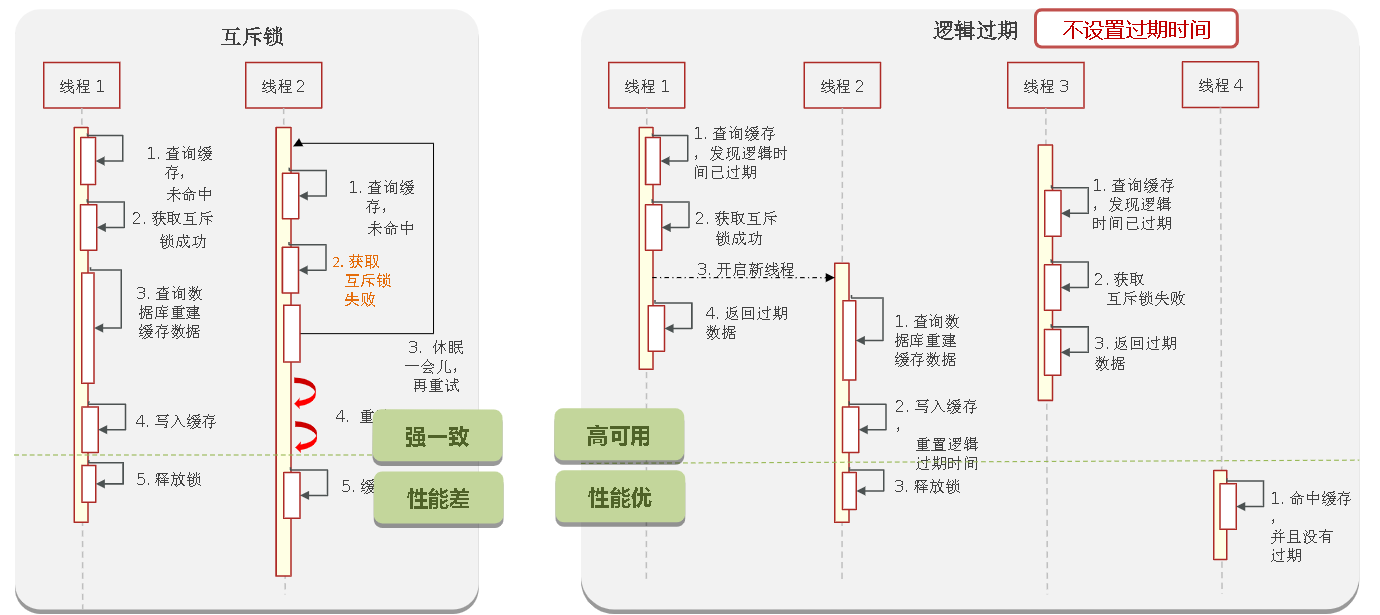 互斥锁
线程 1
线程 2
1. 查询缓
存，
未命中
2. 获取互斥
锁成功
3. 查询数
据库重建
缓存数据
4. 写入缓存
5. 释放锁
1. 查询缓
存，
未命中
2. 获取
互斥锁
失败
3. 休眠
一会儿，
再重试
4. 重
5. 缓
强一致
性能差
逻辑过期
不设置过期时间
线程 1
线程 2
线程 3
线程 4
1. 查询缓存
，发现逻辑时
间已过期
2. 获取互斥
锁成功
3. 开启新线程
4. 返回过期
数据
1. 查询数
据库重建
缓存数据
2. 写入缓存
，
重置逻辑
过期时间
3. 释放锁
1. 查询缓存
，发现逻辑
时间已过期
2. 获取
互斥锁失败
3. 返回过期
数据
1. 命中缓存
，
并且没有
过期
高可用
性能优